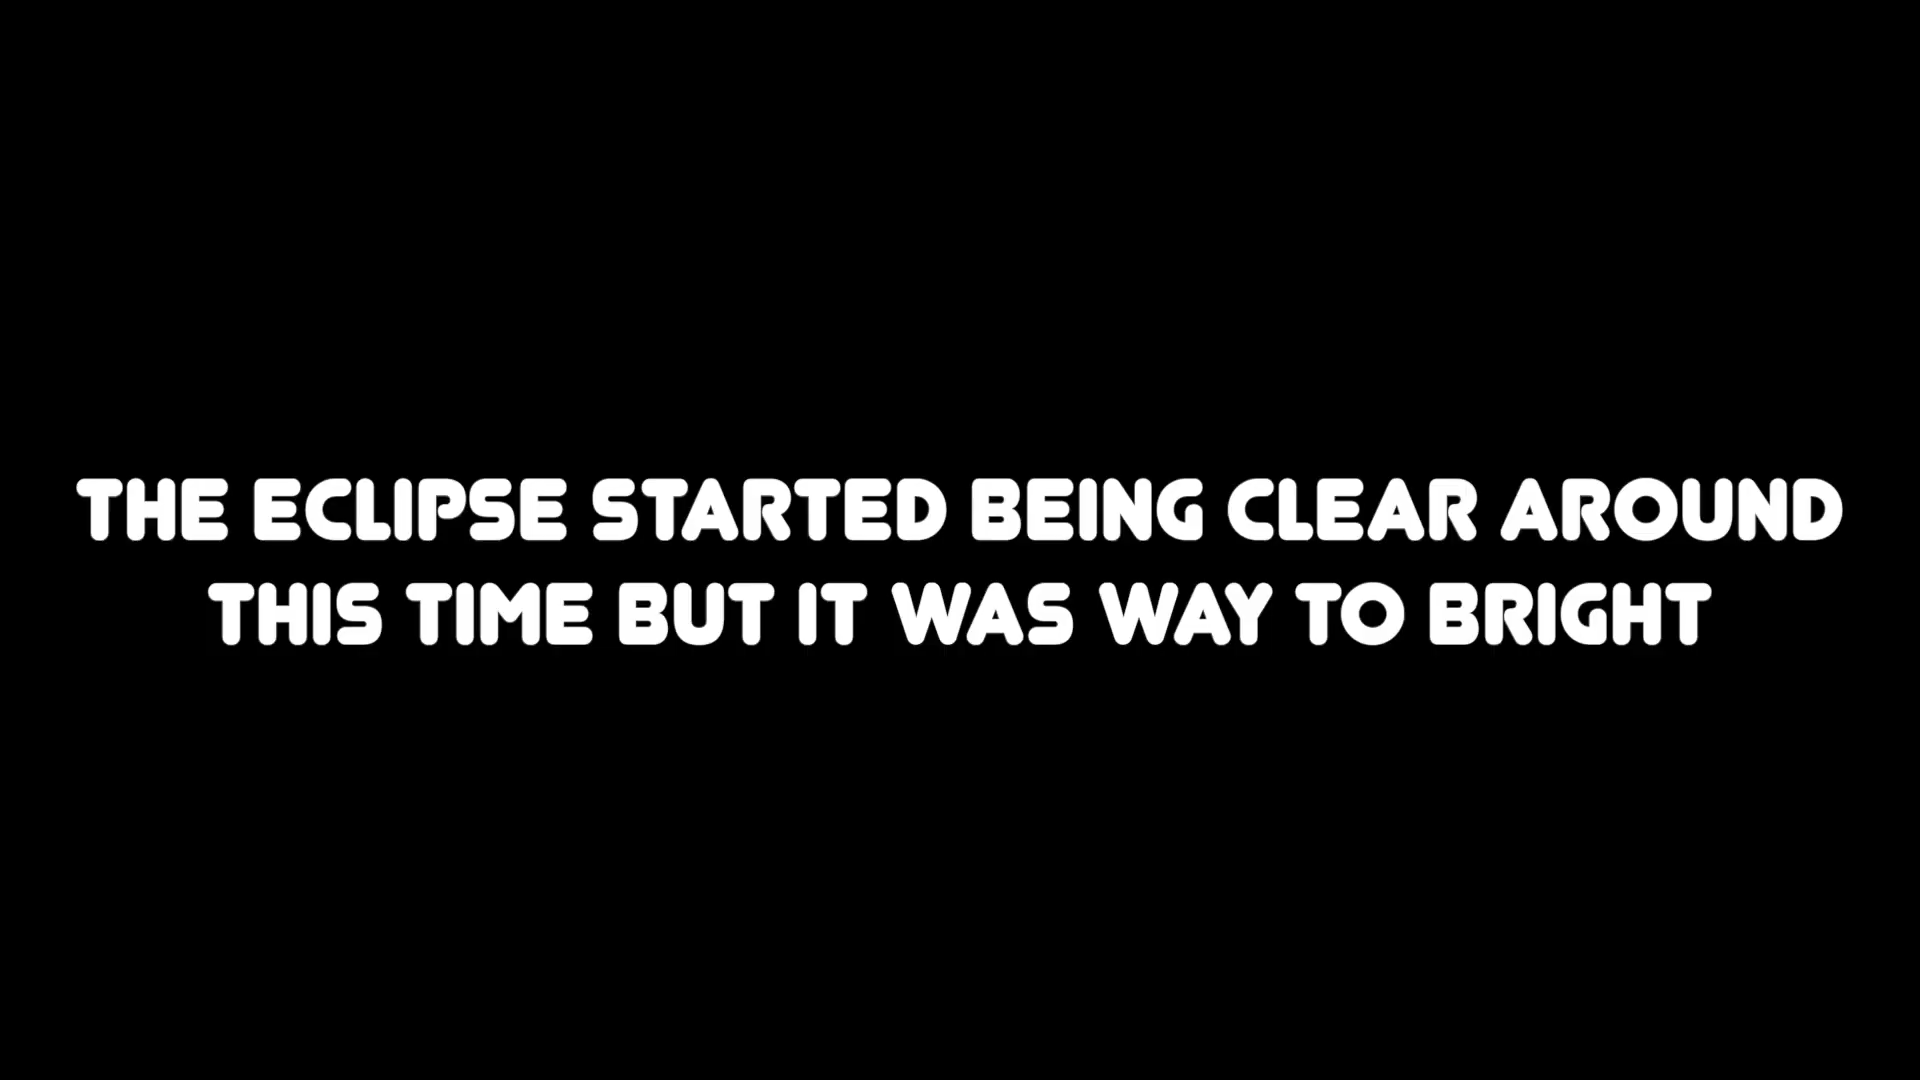 THE ECLIPSE STARTED BEING CLEAR AROUND
THIS TIME BUT IT WAS WAY TO BRIGHT